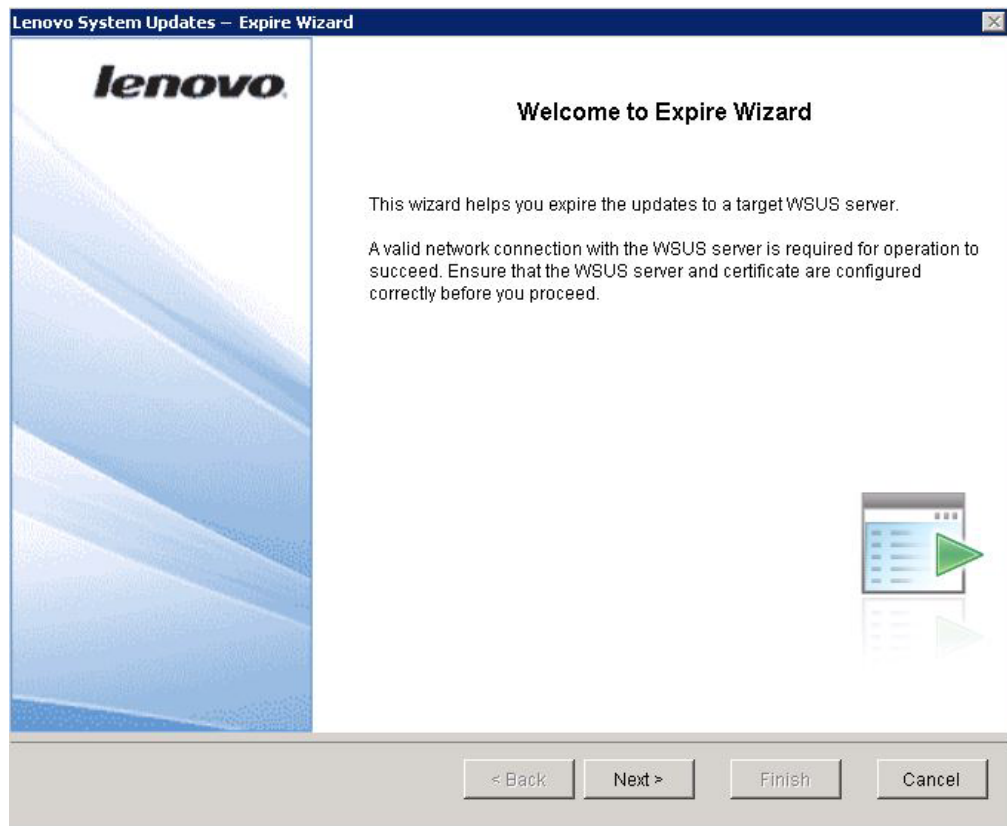 Lenovo System Updates – Expire Wizard
lenovo
Welcome to Expire Wizard
This wizard helps you expire the updates to a target WSUS server.
A valid network connection with the WSUS server is required for operation to
succeed. Ensure that the WSUS server and certificate are configured
correctly before you proceed.
< Back
Next >
Finish
Cancel